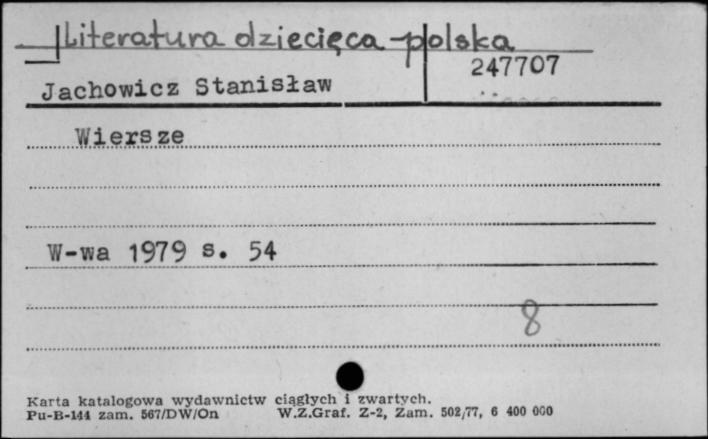 Literatura dziecięca - polska
247707
Jachowicz Stanisław
Wiersze
W-wa 1979 s. 54
8
Karta katalogowa wydawnictw ciągłych i zwartych.
Pu-B-144 zam. 567/DW/On W.Z.Graf. Z-2, Zam. 502/77, 6 400 000